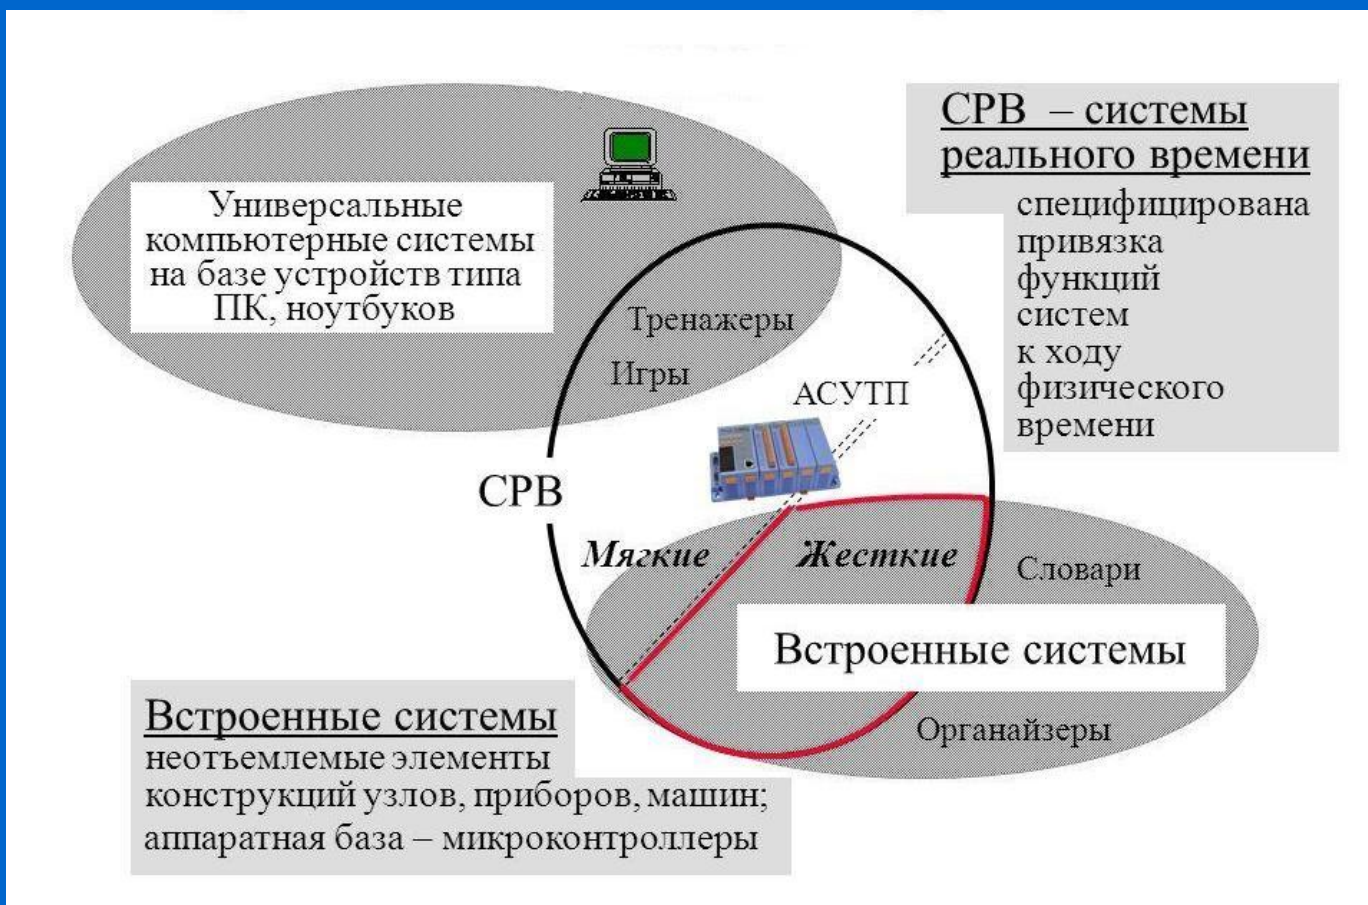 СРВ – системы
реального времени
специфицирована
привязка
функций
систем
к ходу
физического
времени
Универсальные
компьютерные системы
на базе устройств типа
ПК, ноутбуков
Тренажеры
Игры
АСУТП
СРВ
Мягкие
Жесткие
Словари
Встроенные системы
Органайзеры
Встроенные системы
неотъемлемые элементы
конструкций узлов, приборов, машин;
аппаратная база – микроконтроллеры